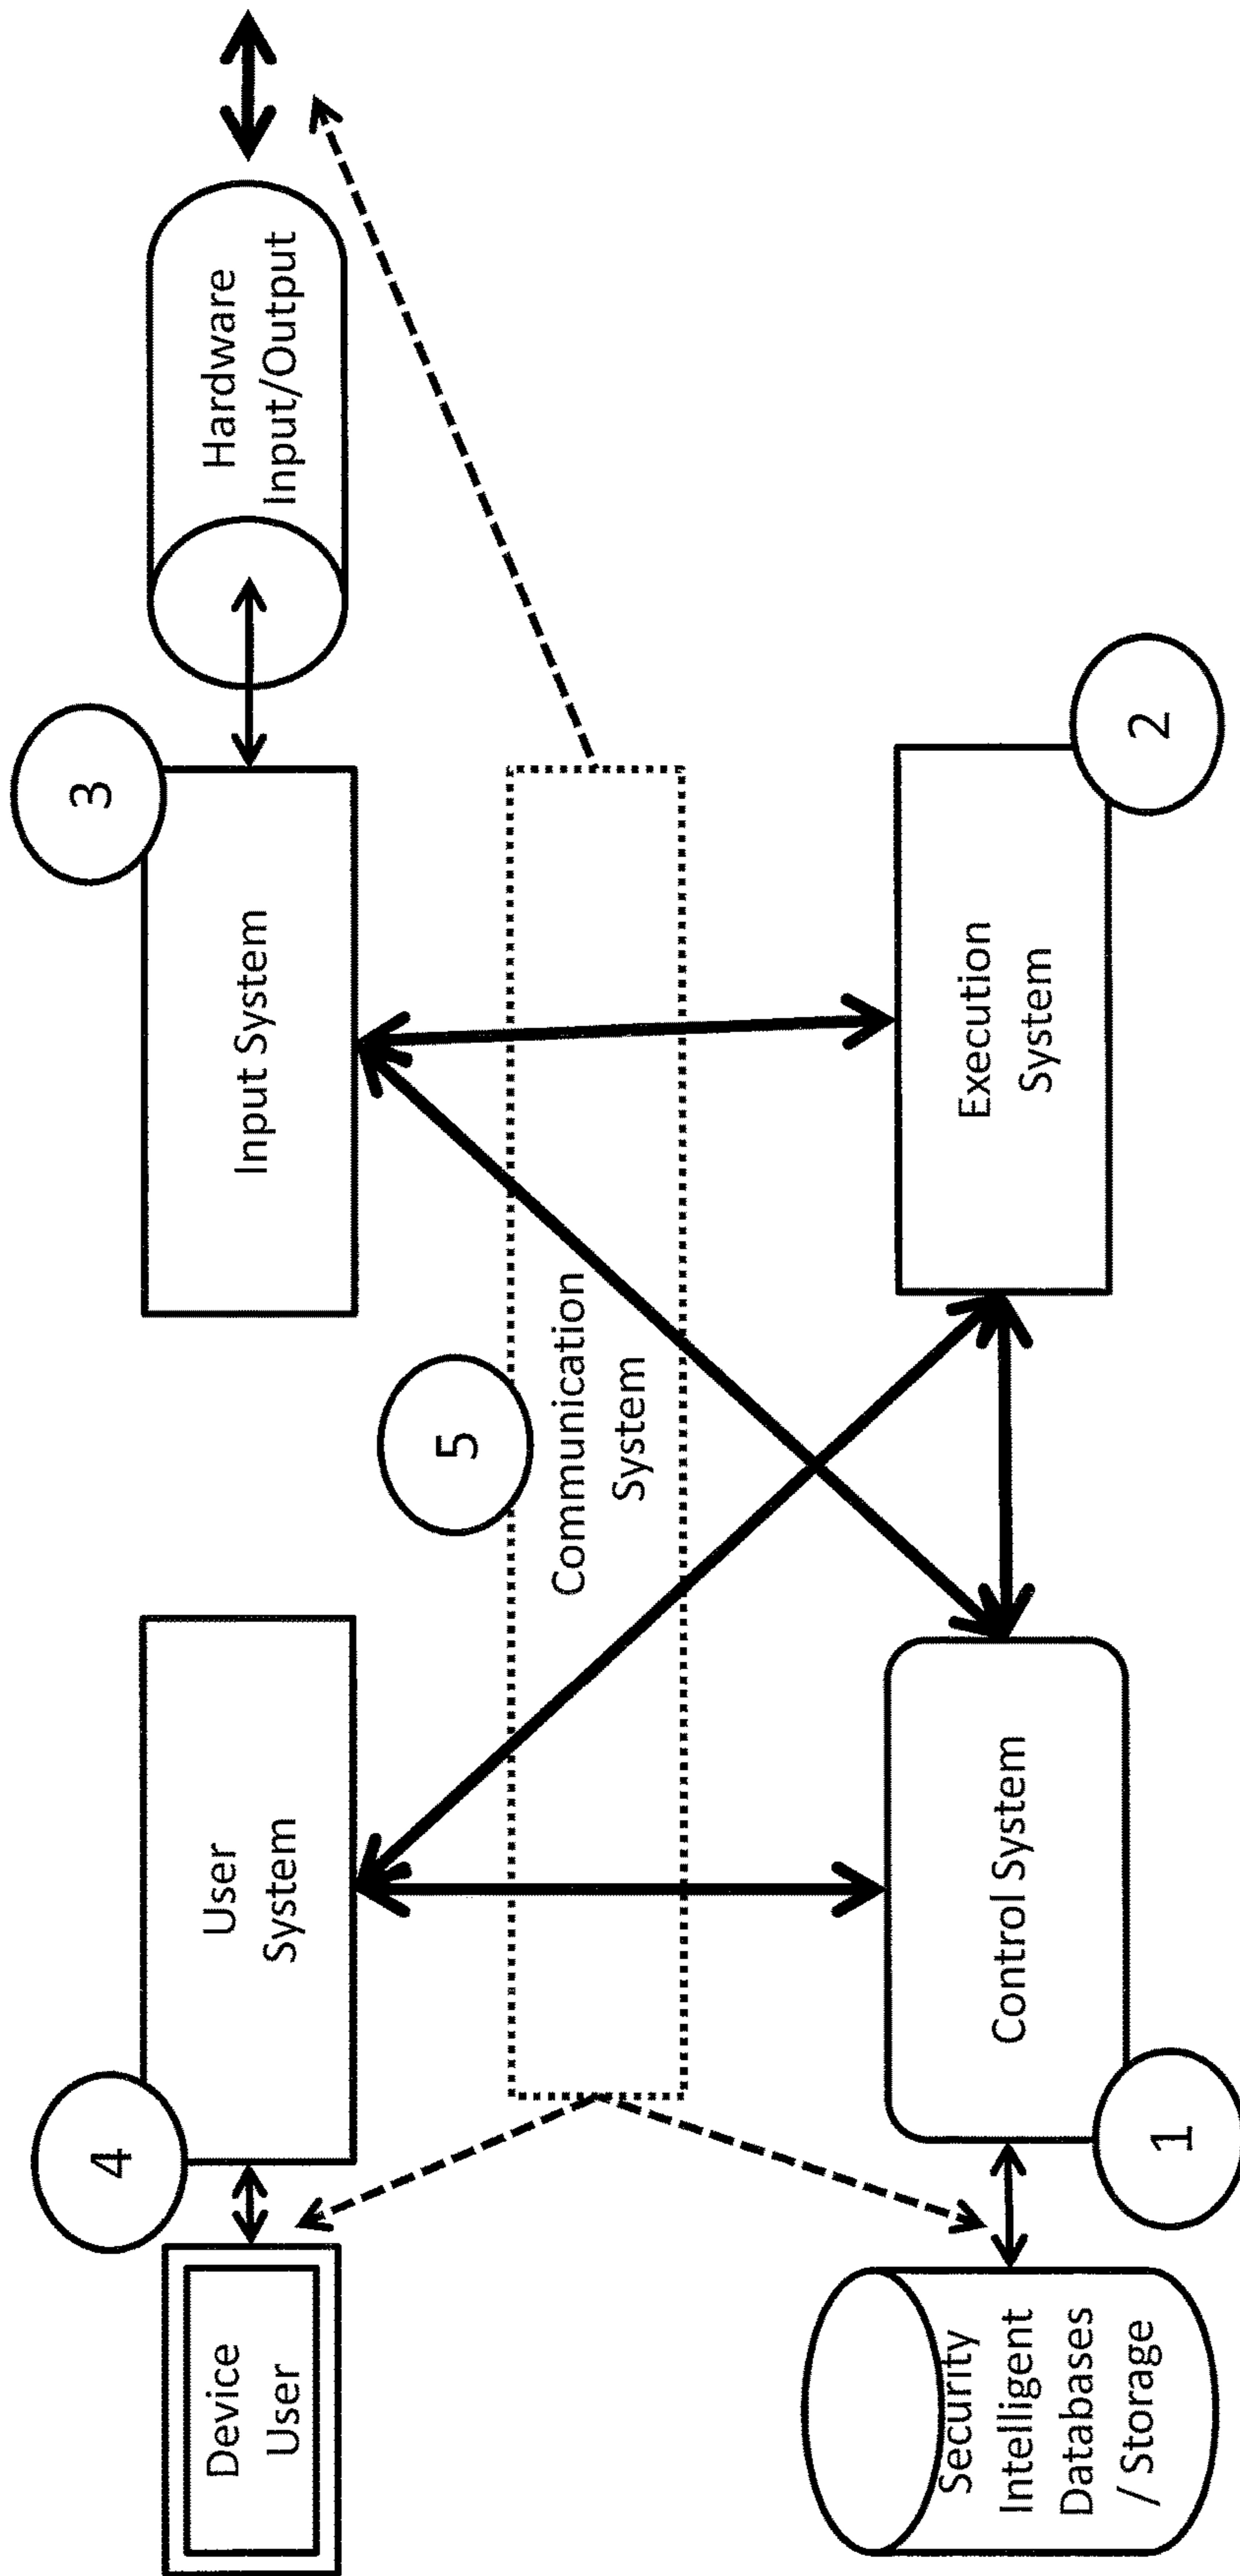 4
3
Device
User
User
System
Input System
Hardware
Input/Output
5
Communication
System
Security
Intelligent
Databases
/ Storage
Control System
Execution
System
1
2